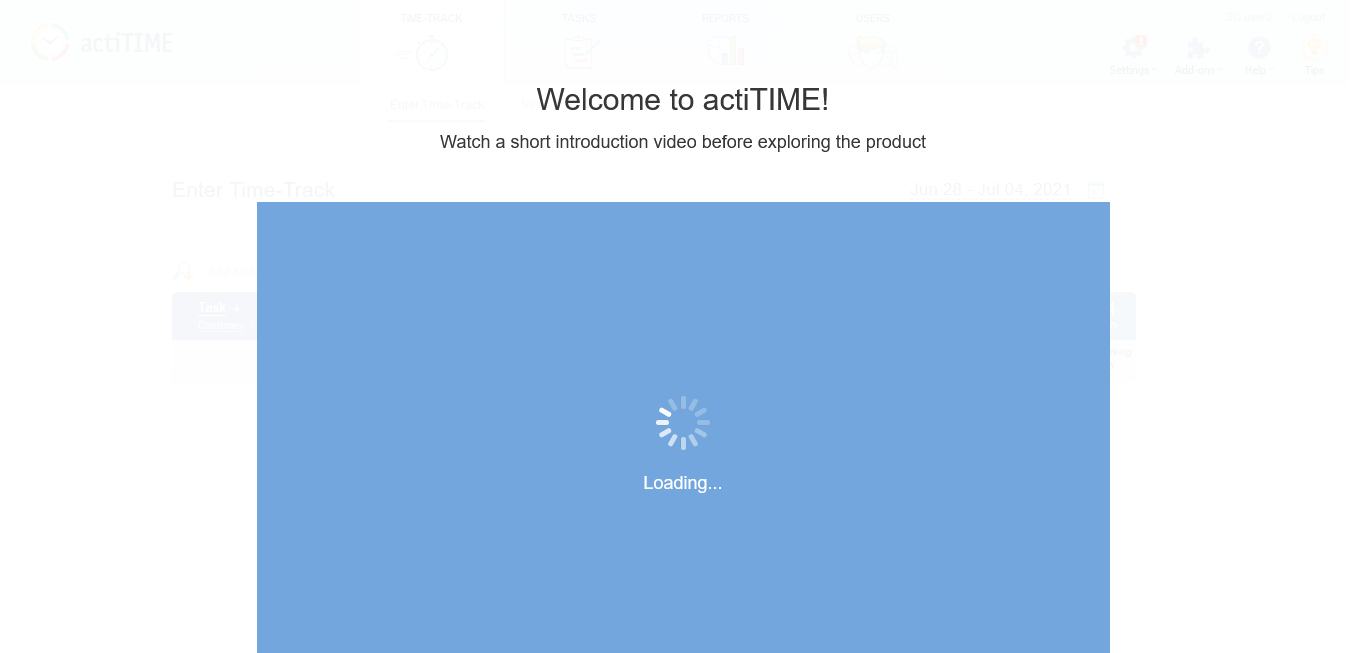 TIME-TRACK TASKS REPORTS USERS Logout
actiTIME
Settings Add-ons Help Tips
Welcome to actiTIME!
Enter Time-Track
Watch a short introduction video before exploring the product
Enter Time-Track Jun 28 - Jul 04, 2021
Task
Customer
Loading...